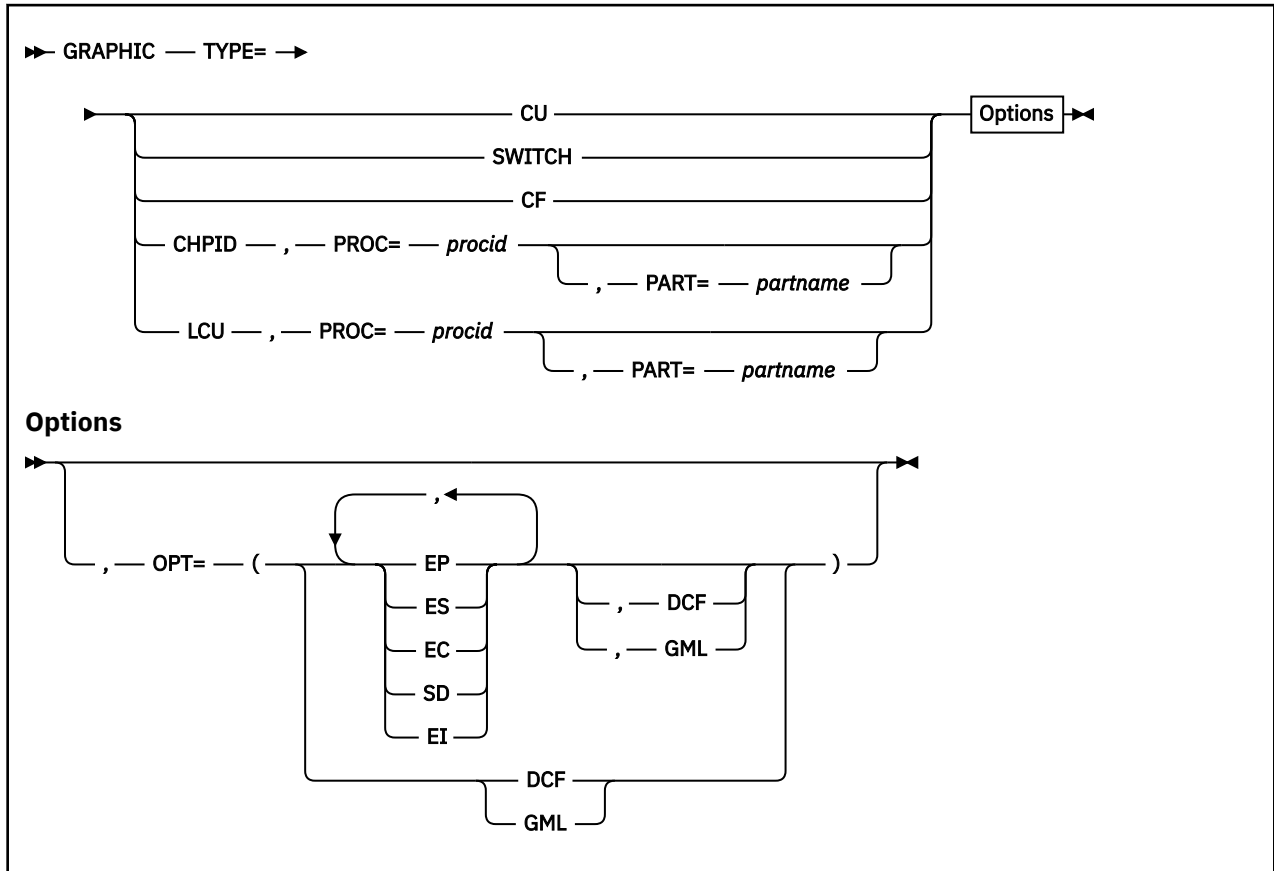 GRAPHIC TYPE=
CU Options
SWITCH
CF
CHPID , PROC= procid
, PART= partname
LCU , PROC= procid
, PART= partname
Options
,
, OPT= ( EP )
ES , DCF
EC , GML
SD
EI
DCF
GML